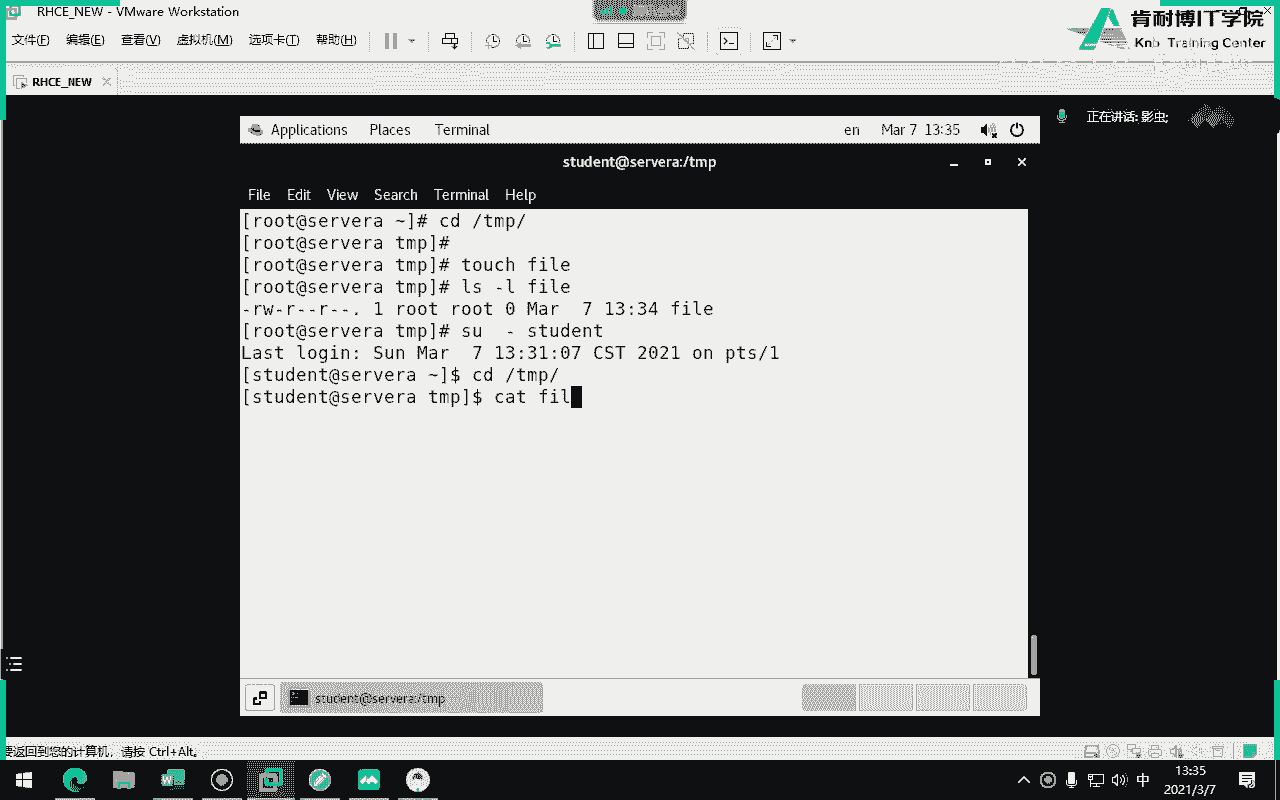 RHCE_NEW - VMware Workstation
文件(F) 编辑(E) 查看(V) 虚拟机(M) 选项卡(T) 帮助(H)
肯耐博IT学院
Knb Training Center
RHCE_NEW
正在讲话: 影虫;
Applications Places Terminal en Mar 7 13:35
student@servera:/tmp
File Edit View Search Terminal Help
[root@servera ~]# cd /tmp/
[root@servera tmp]#
[root@servera tmp]# touch file
[root@servera tmp]# ls -l file
-rw-r--r--. 1 root root 0 Mar  7 13:34 file
[root@servera tmp]# su  - student
Last login: Sun Mar  7 13:31:07 CST 2021 on pts/1
[student@servera ~]$ cd /tmp/
[student@servera tmp]$ cat fil
student@servera:/tmp
要返回到您的计算机，请按 Ctrl+Alt。
中
13:35
2021/3/7